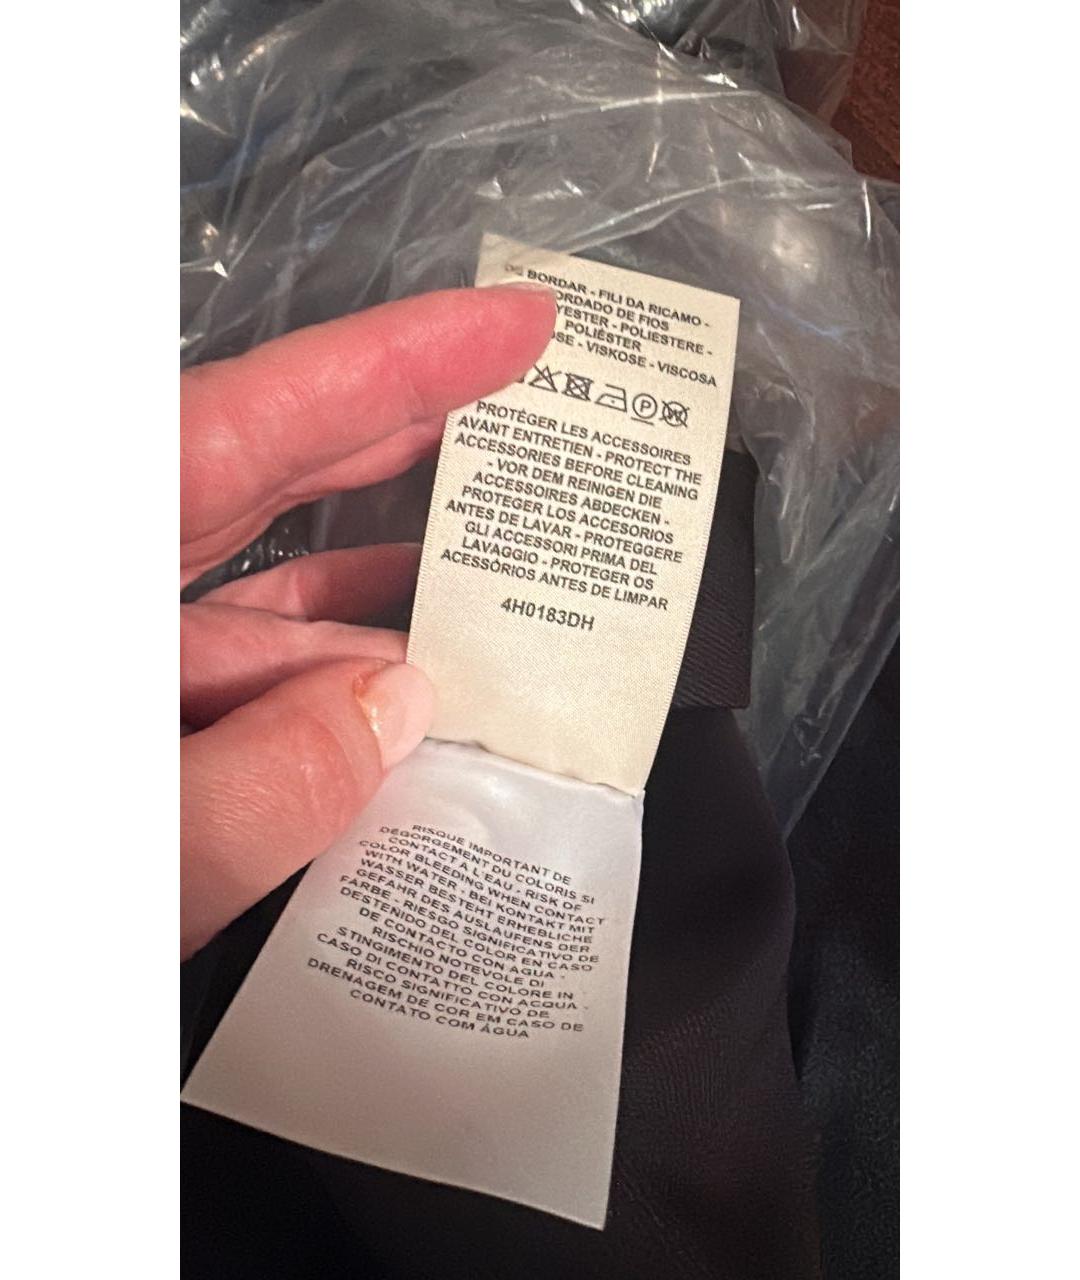 DE BORDAR - FILI DA RICAMO -
BORDADO DE FIOS
POLIESTERE -
POLIÉSTER
VISKOSE - VISCOSA
P
W
PROTÉGER LES ACCESSOIRES
AVANT ENTRETIEN - PROTECT THE
ACCESSORIES BEFORE CLEANING
- VOR DEM REINIGEN DIE
ACCESSOIRES ABDECKEN -
PROTEGER LOS ACCESORIOS
ANTES DE LAVAR - PROTEGGERE
GLI ACCESSORI PRIMA DEL
LAVAGGIO - PROTEGER OS
ACESSÓRIOS ANTES DE LIMPAR
4H0183DH
RISQUE IMPORTANT DE
DÉGORGEMENT DU COLORIS SI
CONTACT A L'EAU - RISK OF
COLOR BLEEDING WHEN CONTACT
WITH WATER - BEI KONTAKT MIT
WASSER BESTEHT ERHEBLICHE
GEFAHR DES AUSLAUFENS DER
FARBE - RIESGO SIGNIFICATIVO DE
DESTENIDO DEL COLOR EN CASO
DE CONTACTO CON AGUA -
RISCHIO NOTEVOLE DI
STINGIMENTO DEL COLORE IN
CASO DI CONTATTO CON ACQUA -
RISCO SIGNIFICATIVO DE
DRENAGEM DE COR EM CASO DE
CONTATO COM ÁGUA